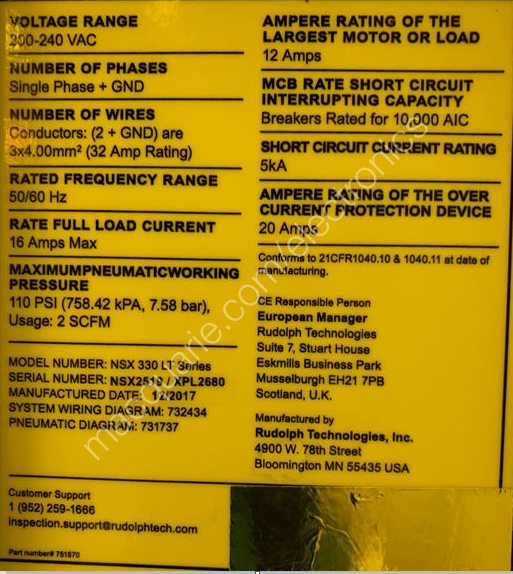 VOLTAGE RANGE
200-240 VAC
NUMBER OF PHASES
Single Phase + GND
NUMBER OF WIRES
Conductors: (2 + GND) are
3x4.00mm² (32 Amp Rating)
RATED FREQUENCY RANGE
50/60 Hz
RATE FULL LOAD CURRENT
16 Amps Max
MAXIMUMPNEUMATICWORKING
PRESSURE
110 PSI (758.42 kPA, 7.58 bar),
Usage: 2 SCFM
MODEL NUMBER: NSX 330 LT Series
SERIAL NUMBER: / XPL2680
MANUFACTURED DATE: 12/2017
SYSTEM WIRING DIAGRAM: 732434
PNEUMATIC DIAGRAM: 731737
Customer Support
1 (952) 259-1666
inspection.support@rudolphtech.com
Part number# 751570
AMPERE RATING OF THE
LARGEST MOTOR OR LOAD
12 Amps
MCB RATE SHORT CIRCUIT
INTERRUPTING CAPACITY
Breakers Rated for 10,000 AIC
SHORT CIRCUIT CURRENT RATING
5kA
AMPERE RATING OF THE OVER
CURRENT PROTECTION DEVICE
20 Amps
Conforms to 21CFR1040.10 & 1040.11 at date of
manufacturing.
CE Responsible Person
European Manager
Rudolph Technologies
Suite 7, Stuart House
Eskmills Business Park
Musselburgh EH21 7PB
Scotland, U.K.
Manufactured by
Rudolph Technologies, Inc.
4900 W. 78th Street
Bloomington MN 55435 USA
macquarie.com/electronics